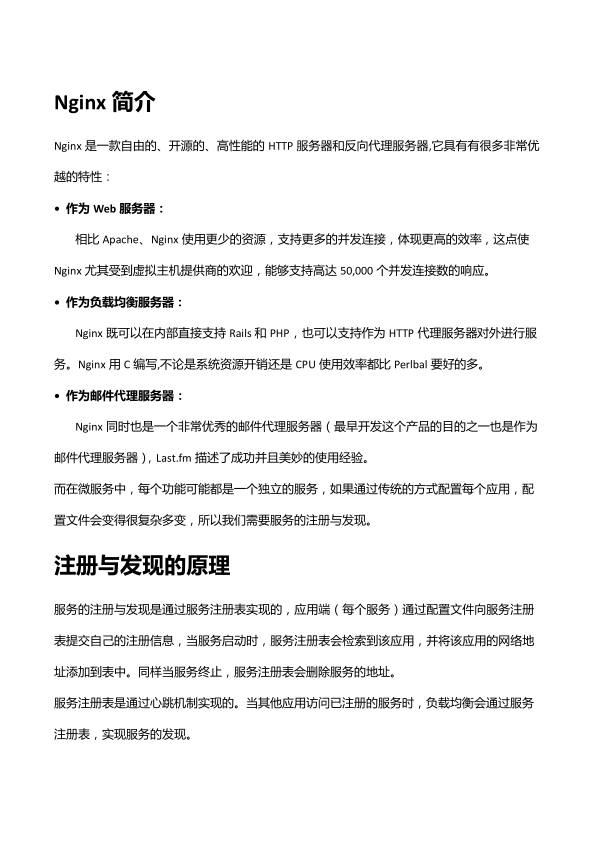 Nginx 简介
Nginx 是一款自由的、开源的、高性能的 HTTP 服务器和反向代理服务器,它具有有很多非常优
越的特性：
• 作为 Web 服务器：
相比 Apache、Nginx 使用更少的资源，支持更多的并发连接，体现更高的效率，这点使
Nginx 尤其受到虚拟主机提供商的欢迎，能够支持高达 50,000 个并发连接数的响应。
• 作为负载均衡服务器：
Nginx 既可以在内部直接支持 Rails 和 PHP，也可以支持作为 HTTP 代理服务器对外进行服
务。Nginx 用 C 编写,不论是系统资源开销还是 CPU 使用效率都比 Perlbal 要好的多。
• 作为邮件代理服务器：
Nginx 同时也是一个非常优秀的邮件代理服务器（最早开发这个产品的目的之一也是作为
邮件代理服务器），Last.fm 描述了成功并且美妙的使用经验。
而在微服务中，每个功能可能都是一个独立的服务，如果通过传统的方式配置每个应用，配
置文件会变得很复杂多变，所以我们需要服务的注册与发现。
注册与发现的原理
服务的注册与发现是通过服务注册表实现的，应用端（每个服务）通过配置文件向服务注册
表提交自己的注册信息，当服务启动时，服务注册表会检索到该应用，并将该应用的网络地
址添加到表中。同样当服务终止，服务注册表会删除服务的地址。
服务注册表是通过心跳机制实现的。当其他应用访问已注册的服务时，负载均衡会通过服务
注册表，实现服务的发现。